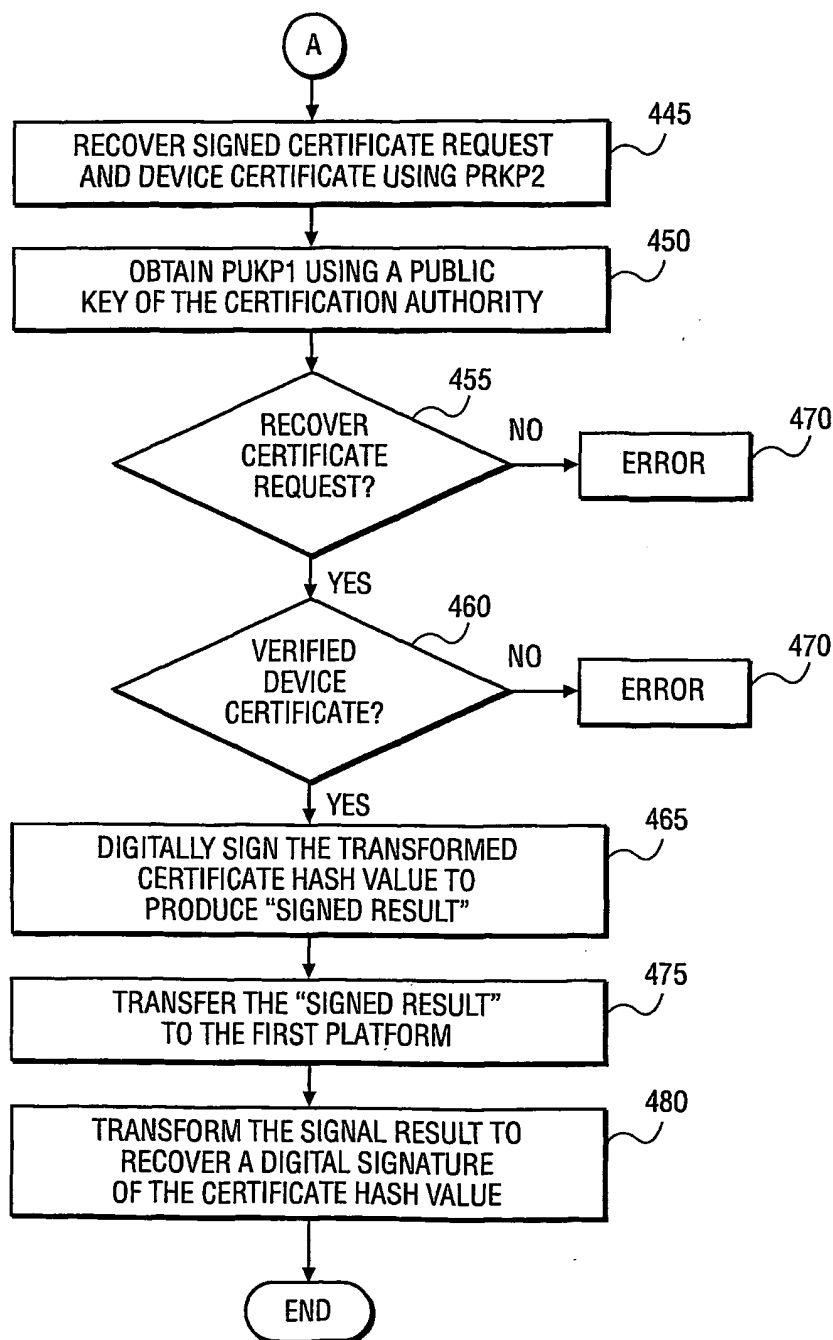 A
445
RECOVER SIGNED CERTIFICATE REQUEST
AND DEVICE CERTIFICATE USING PRKP2
450
OBTAIN PUKP1 USING A PUBLIC
KEY OF THE CERTIFICATION AUTHORITY
455
RECOVER
CERTIFICATE
REQUEST?
NO
470
ERROR
YES
460
VERIFIED
DEVICE
CERTIFICATE?
NO
470
ERROR
YES
465
DIGITALLY SIGN THE TRANSFORMED
CERTIFICATE HASH VALUE TO
PRODUCE “SIGNED RESULT”
475
TRANSFER THE “SIGNED RESULT”
TO THE FIRST PLATFORM
480
TRANSFORM THE SIGNAL RESULT TO
RECOVER A DIGITAL SIGNATURE
OF THE CERTIFICATE HASH VALUE
END